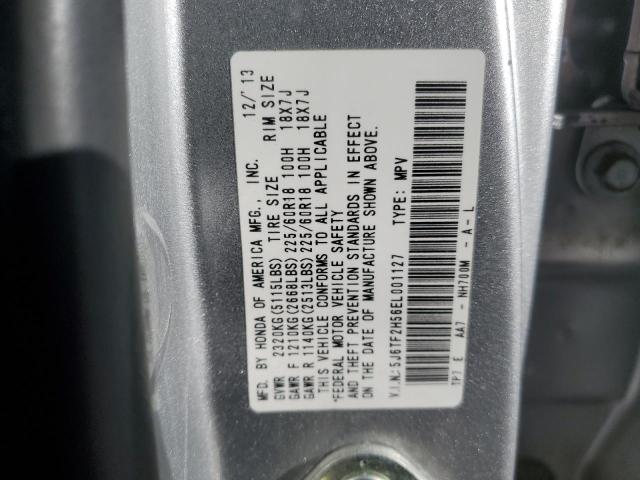 MFD. BY HONDA OF AMERICA MFG., INC. 12/'13
GVWR 2320KG(5115LBS) TIRE SIZE RIM SIZE
GAWR F 1210KG(2668LBS)225/60R18 100H 18X7J
GAWR R 1140KG(2513LBS)225/60R18 100H 18X7J
THIS VEHICLE CONFORMS TO ALL APPLICABLE
*FEDERAL MOTOR VEHICLE SAFETY
AND THEFT PREVENTION STANDARDS IN EFFECT
ON THE DATE OF MANUFACTURE SHOWN ABOVE.
V.I.N.: 5J6TF2H56EL001127 TYPE: MPV
TP7 E AA7 - NH700M - A - L